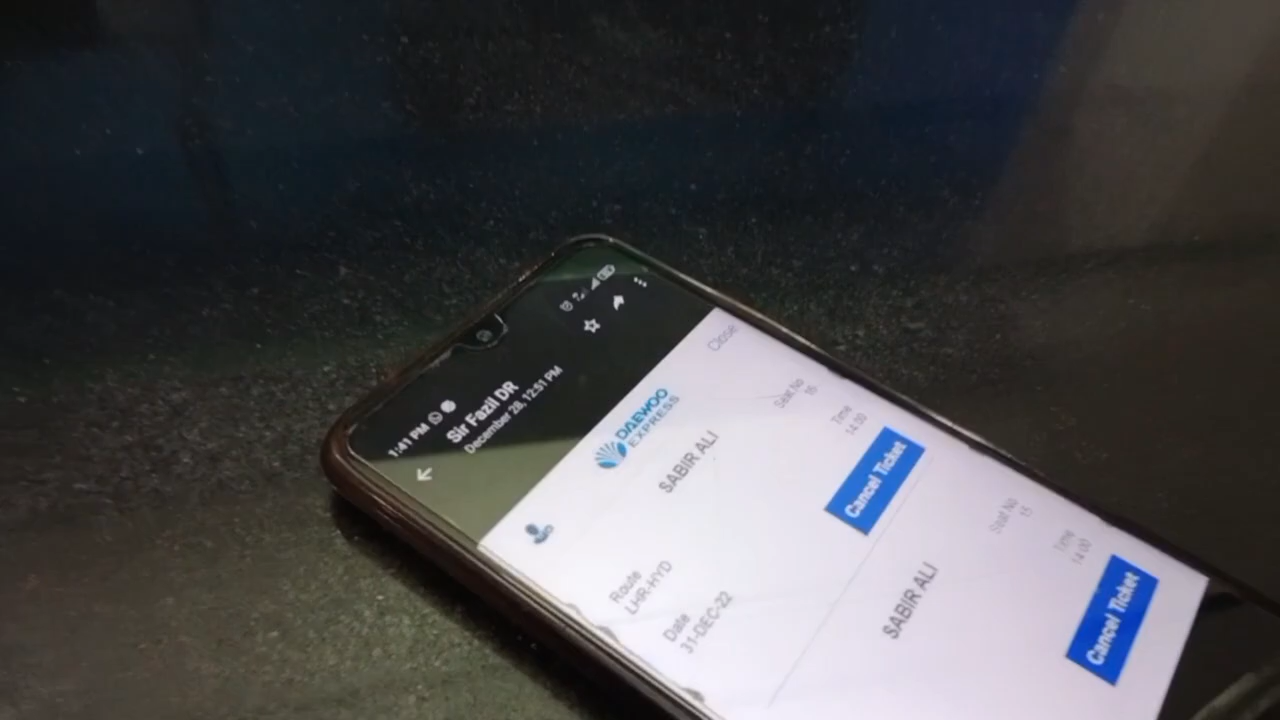 1:41 PM
Sir Fazil DR
December 28, 12:51 PM
Close
DAEWOO
EXPRESS
SABIR ALI
Seat No
Route
LHR-HYD
Time
14:00
Date
31-DEC-22
Cancel Ticket
SABIR ALI
Seat No
15
Time
14:00
Cancel Ticket